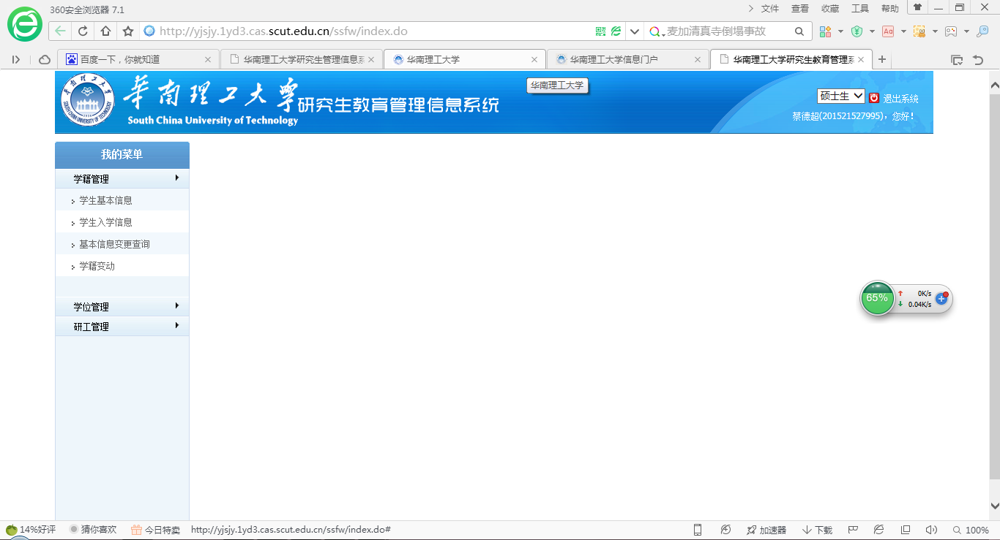 360安全浏览器 7.1
文件 查看 收藏 工具 帮助
http://yjsjy.1yd3.cas.scut.edu.cn/ssfw/index.do
麦加清真寺倒塌事故
百度一下，你就知道
华南理工大学研究生管理信息系
华南理工大学
华南理工大学信息门户
华南理工大学研究生教育管理系
华南理工大学
South China University of Technology
研究生教育管理信息系统
华南理工大学
硕士生
退出系统
蔡德超(201521527995)，您好！
我的菜单
学籍管理
学生基本信息
学生入学信息
基本信息变更查询
学籍变动
学位管理
研工管理
65%
0K/s
0.04K/s
14%好评
猜你喜欢
今日特卖
http://yjsjy.1yd3.cas.scut.edu.cn/ssfw/index.do#
加速器
下载
100%